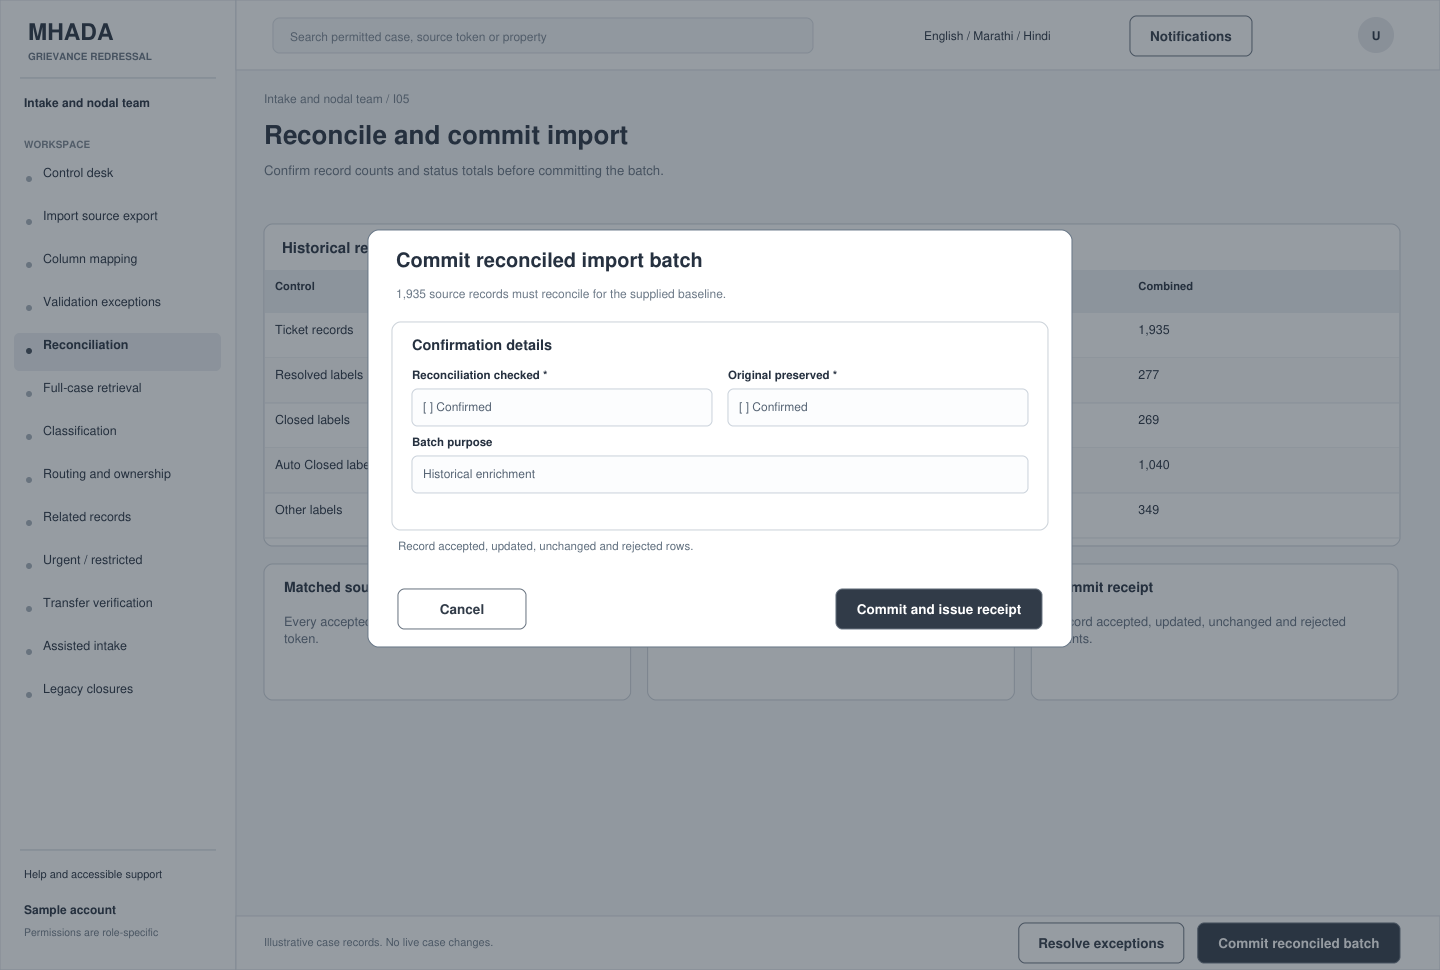 MHADA
GRIEVANCE REDRESSAL
Search permitted case, source token or property
English / Marathi / Hindi
Notifications
U
Intake and nodal team
WORKSPACE
Control desk
Import source export
Column mapping
Validation exceptions
Reconciliation
Full-case retrieval
Classification
Routing and ownership
Related records
Urgent / restricted
Transfer verification
Assisted intake
Legacy closures
Help and accessible support
Sample account
Permissions are role-specific
Intake and nodal team / I05
Reconcile and commit import
Confirm record counts and status totals before committing the batch.
Historical
Control
Combined
Ticket records
1,935
Resolved labels
277
Closed labels
269
Auto Closed
1,040
Other labels
349
Matched
Every accepted
token.
receipt
accepted, updated, unchanged and rejected
Commit reconciled import batch
1,935 source records must reconcile for the supplied baseline.
Confirmation details
Reconciliation checked *
Original preserved *
[ ] Confirmed
[ ] Confirmed
Batch purpose
Historical enrichment
Record accepted, updated, unchanged and rejected rows.
Cancel
Commit and issue receipt
Illustrative case records. No live case changes.
Resolve exceptions
Commit reconciled batch